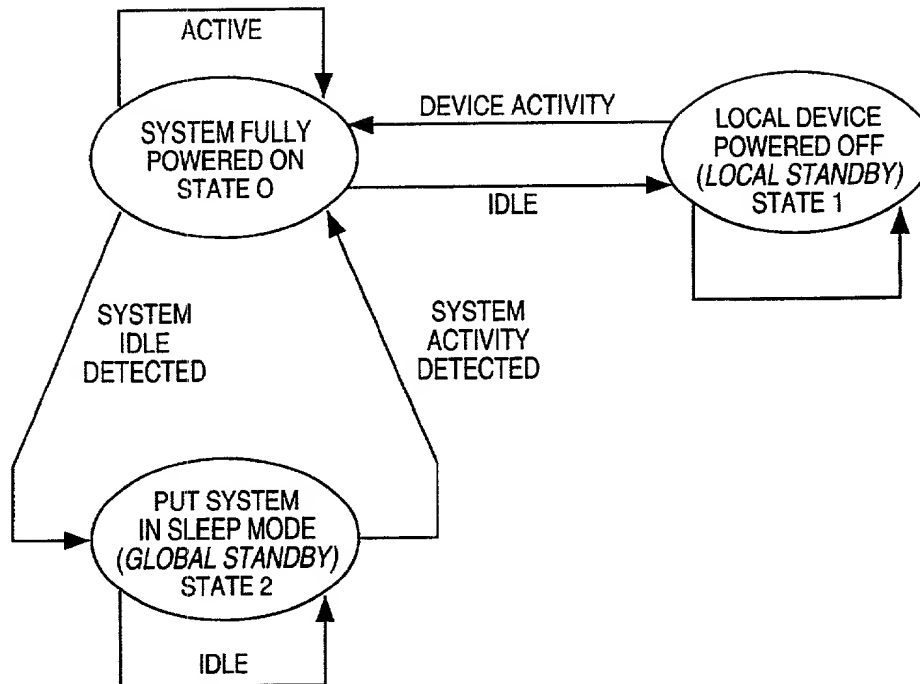 ACTIVE
SYSTEM FULLY
POWERED ON
STATE O
DEVICE ACTIVITY
IDLE
LOCAL DEVICE
POWERED OFF
(LOCAL STANDBY)
STATE 1
SYSTEM
IDLE
DETECTED
SYSTEM
ACTIVITY
DETECTED
PUT SYSTEM
IN SLEEP MODE
(GLOBAL STANDBY)
STATE 2
IDLE